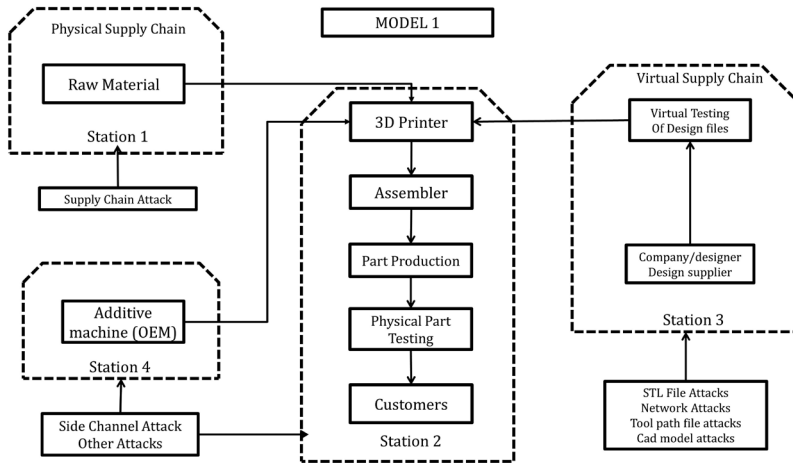 MODEL 1
Physical Supply Chain
Raw Material
Station 1
Supply Chain Attack
Additive
machine (OEM)
Station 4
Side Channel Attack
Other Attacks
3D Printer
Assembler
Part Production
Physical Part
Testing
Customers
Station 2
Virtual Supply Chain
Virtual Testing
Of Design files
Company/designer
Design supplier
Station 3
STL File Attacks
Network Attacks
Tool path file attacks
Cad model attacks